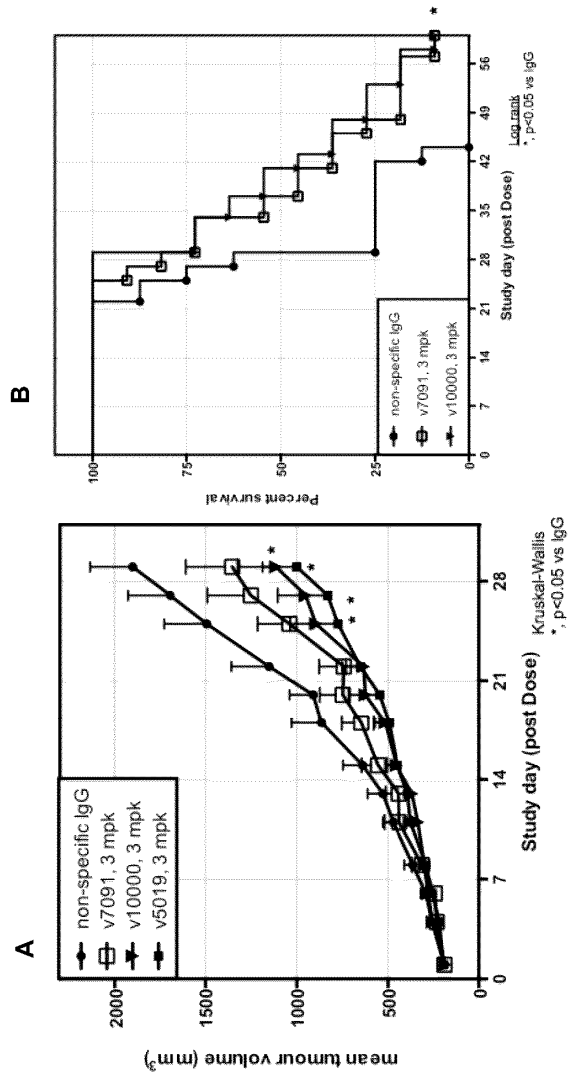 A
mean tumour volume (mm³)
2000
1500
1000
500
0
non-specific IgG
v7091, 3 mpk
v10000, 3 mpk
v5019, 3 mpk
*
*
*
*
0
7
14
21
28
Study day (post Dose)
Kruskal-Wallis
*, p<0.05 vs IgG
B
Percent survival
100
75
50
25
0
non-specific IgG
v7091, 3 mpk
v10000, 3 mpk
*
0
7
14
21
28
35
42
49
56
Study day (post Dose)
Log rank
*, p<0.05 vs IgG